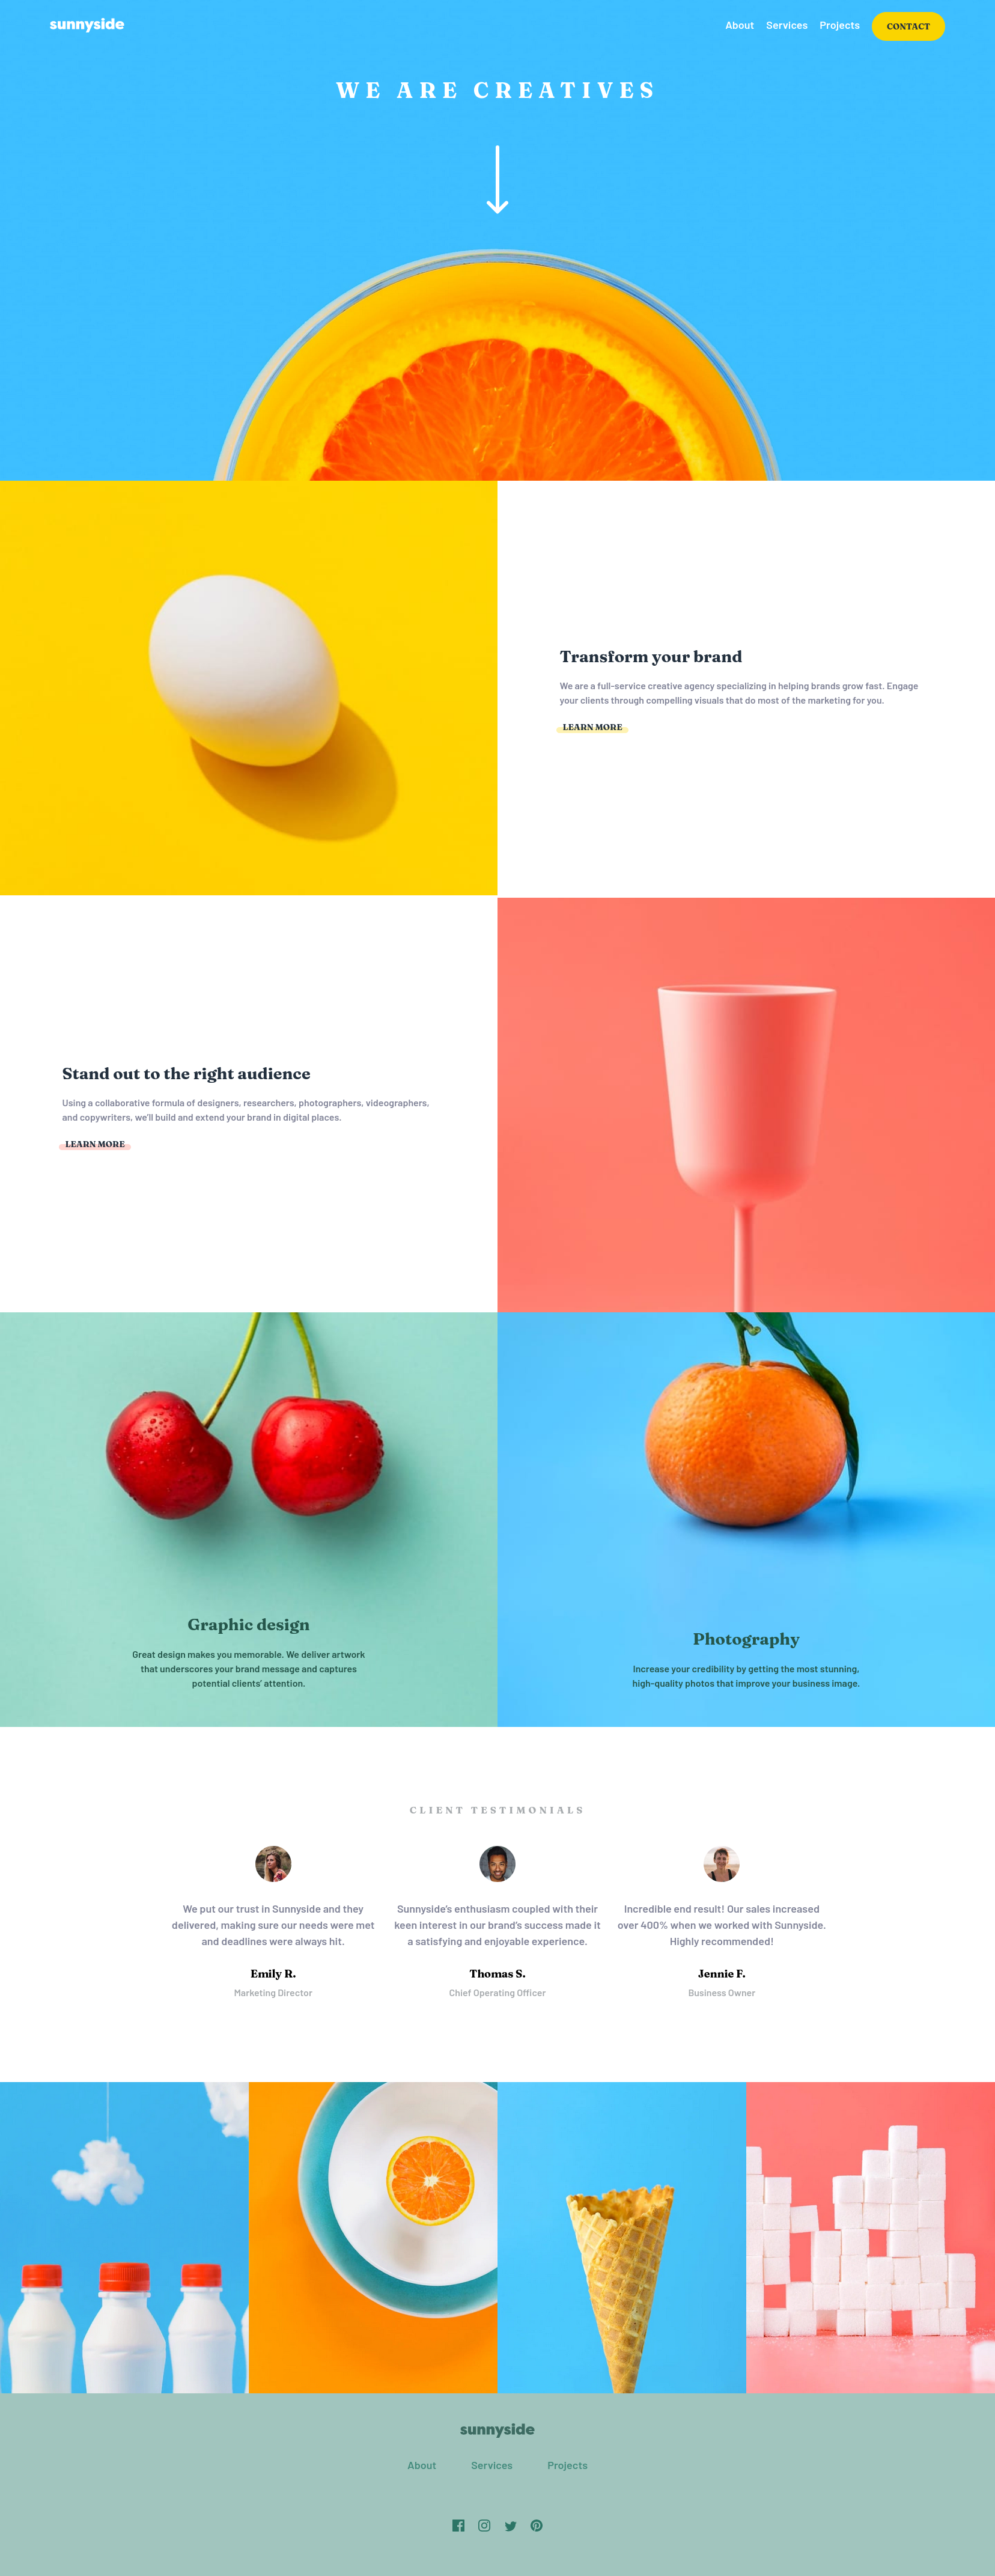 sunnyside
About Services Projects CONTACT
WE ARE CREATIVES
Transform your brand
We are a full-service creative agency specializing in helping brands grow fast. Engage
your clients through compelling visuals that do most of the marketing for you.
LEARN MORE
Stand out to the right audience
Using a collaborative formula of designers, researchers, photographers, videographers,
and copywriters, we'll build and extend your brand in digital places.
LEARN MORE
Graphic design
Great design makes you memorable. We deliver artwork
that underscores your brand message and captures
potential clients' attention.
Photography
Increase your credibility by getting the most stunning,
high-quality photos that improve your business image.
CLIENT TESTIMONIALS
We put our trust in Sunnyside and they
delivered, making sure our needs were met
and deadlines were always hit.
Emily R.
Marketing Director
Sunnyside's enthusiasm coupled with their
keen interest in our brand's success made it
a satisfying and enjoyable experience.
Thomas S.
Chief Operating Officer
Incredible end result! Our sales increased
over 400% when we worked with Sunnyside.
Highly recommended!
Jennie F.
Business Owner
sunnyside
About Services Projects